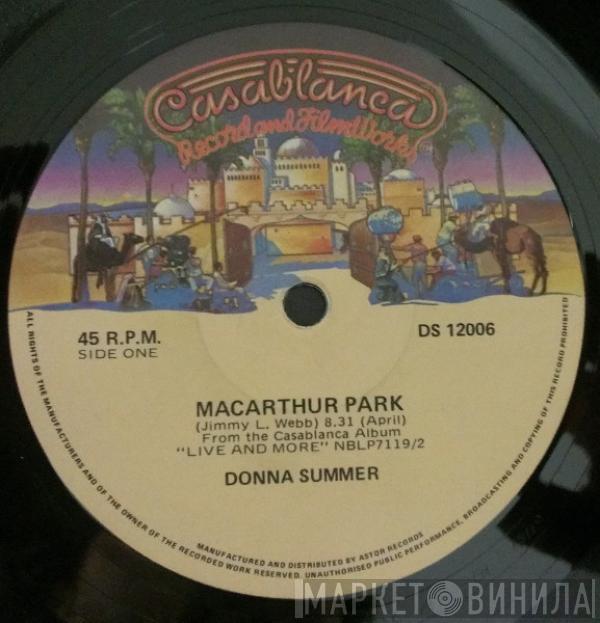 Casablanca
Record and FilmWorks
45 R.P.M.
SIDE ONE
DS 12006
MACARTHUR PARK
(Jimmy L. Webb) 8.31 (April)
From the Casablanca Album
"LIVE AND MORE" NBLP7119/2
DONNA SUMMER
MANUFACTURED AND DISTRIBUTED BY ASTOR RECORDS
ALL RIGHTS OF THE MANUFACTURERS AND OF THE OWNER OF THE RECORDED WORK RESERVED. UNAUTHORISED PUBLIC PERFORMANCE, BROADCASTING AND COPYING OF THIS RECORD PROHIBITED
МАРКЕТ ВИНИЛА